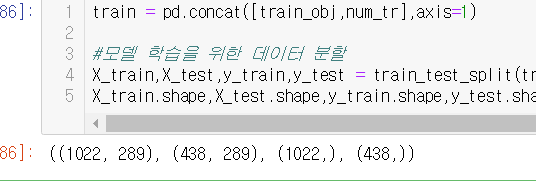 86]:
1 train = pd.concat([train_obj,num_tr],axis=1)
2
3 #모델 학습을 위한 데이터 분할
4 X_train,X_test,y_train,y_test = train_test_split(tr
5 X_train.shape,X_test.shape,y_train.shape,y_test.sha
86]: ((1022, 289), (438, 289), (1022,), (438,))